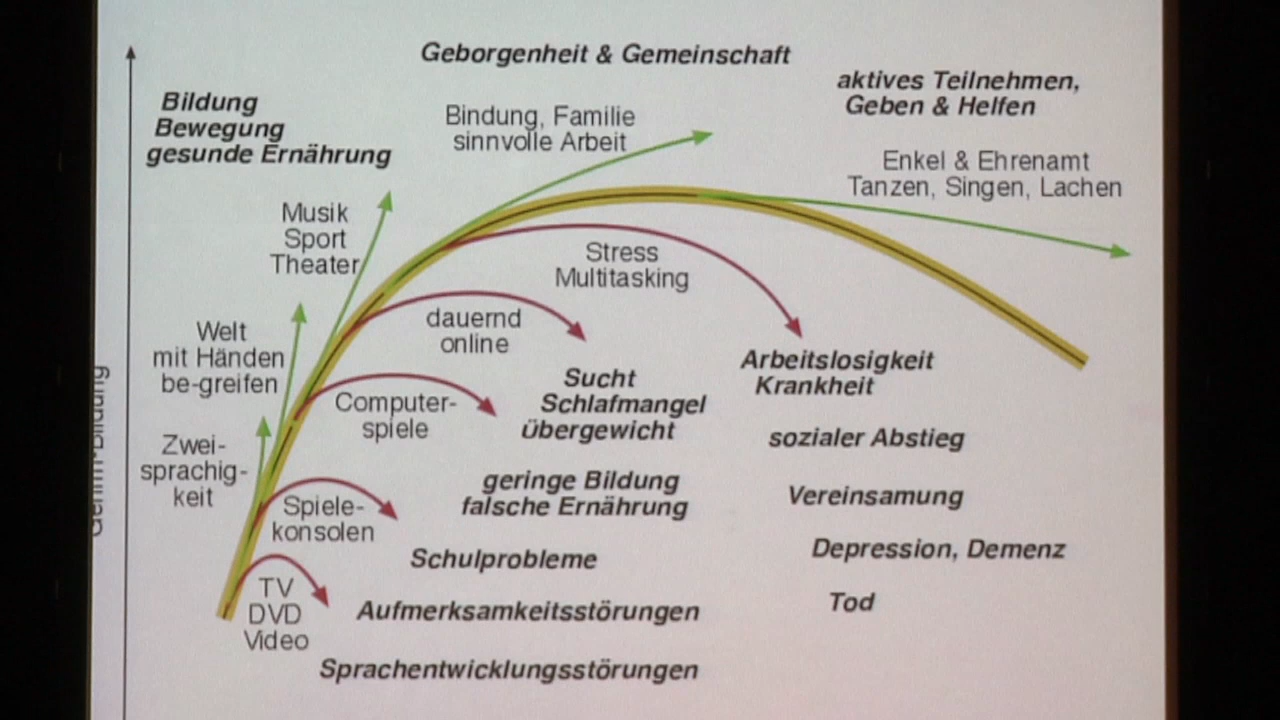 Geborgenheit & Gemeinschaft
aktives Teilnehmen,
Geben & Helfen
Bildung
Bewegung
gesunde Ernährung
Bindung, Familie
sinnvolle Arbeit
Enkel & Ehrenamt
Tanzen, Singen, Lachen
Musik
Sport
Theater
Stress
Multitasking
Welt
mit Händen
be-greifen
dauernd
online
Arbeitslosigkeit
Krankheit
Sucht
Schlafmangel
übergewicht
Computer-
spiele
Zwei-
sprachig-
keit
sozialer Abstieg
geringe Bildung
falsche Ernährung
Vereinsamung
Spiele-
konsolen
Schulprobleme
Depression, Demenz
TV
DVD
Video
Aufmerksamkeitsstörungen
Tod
Sprachentwicklungsstörungen